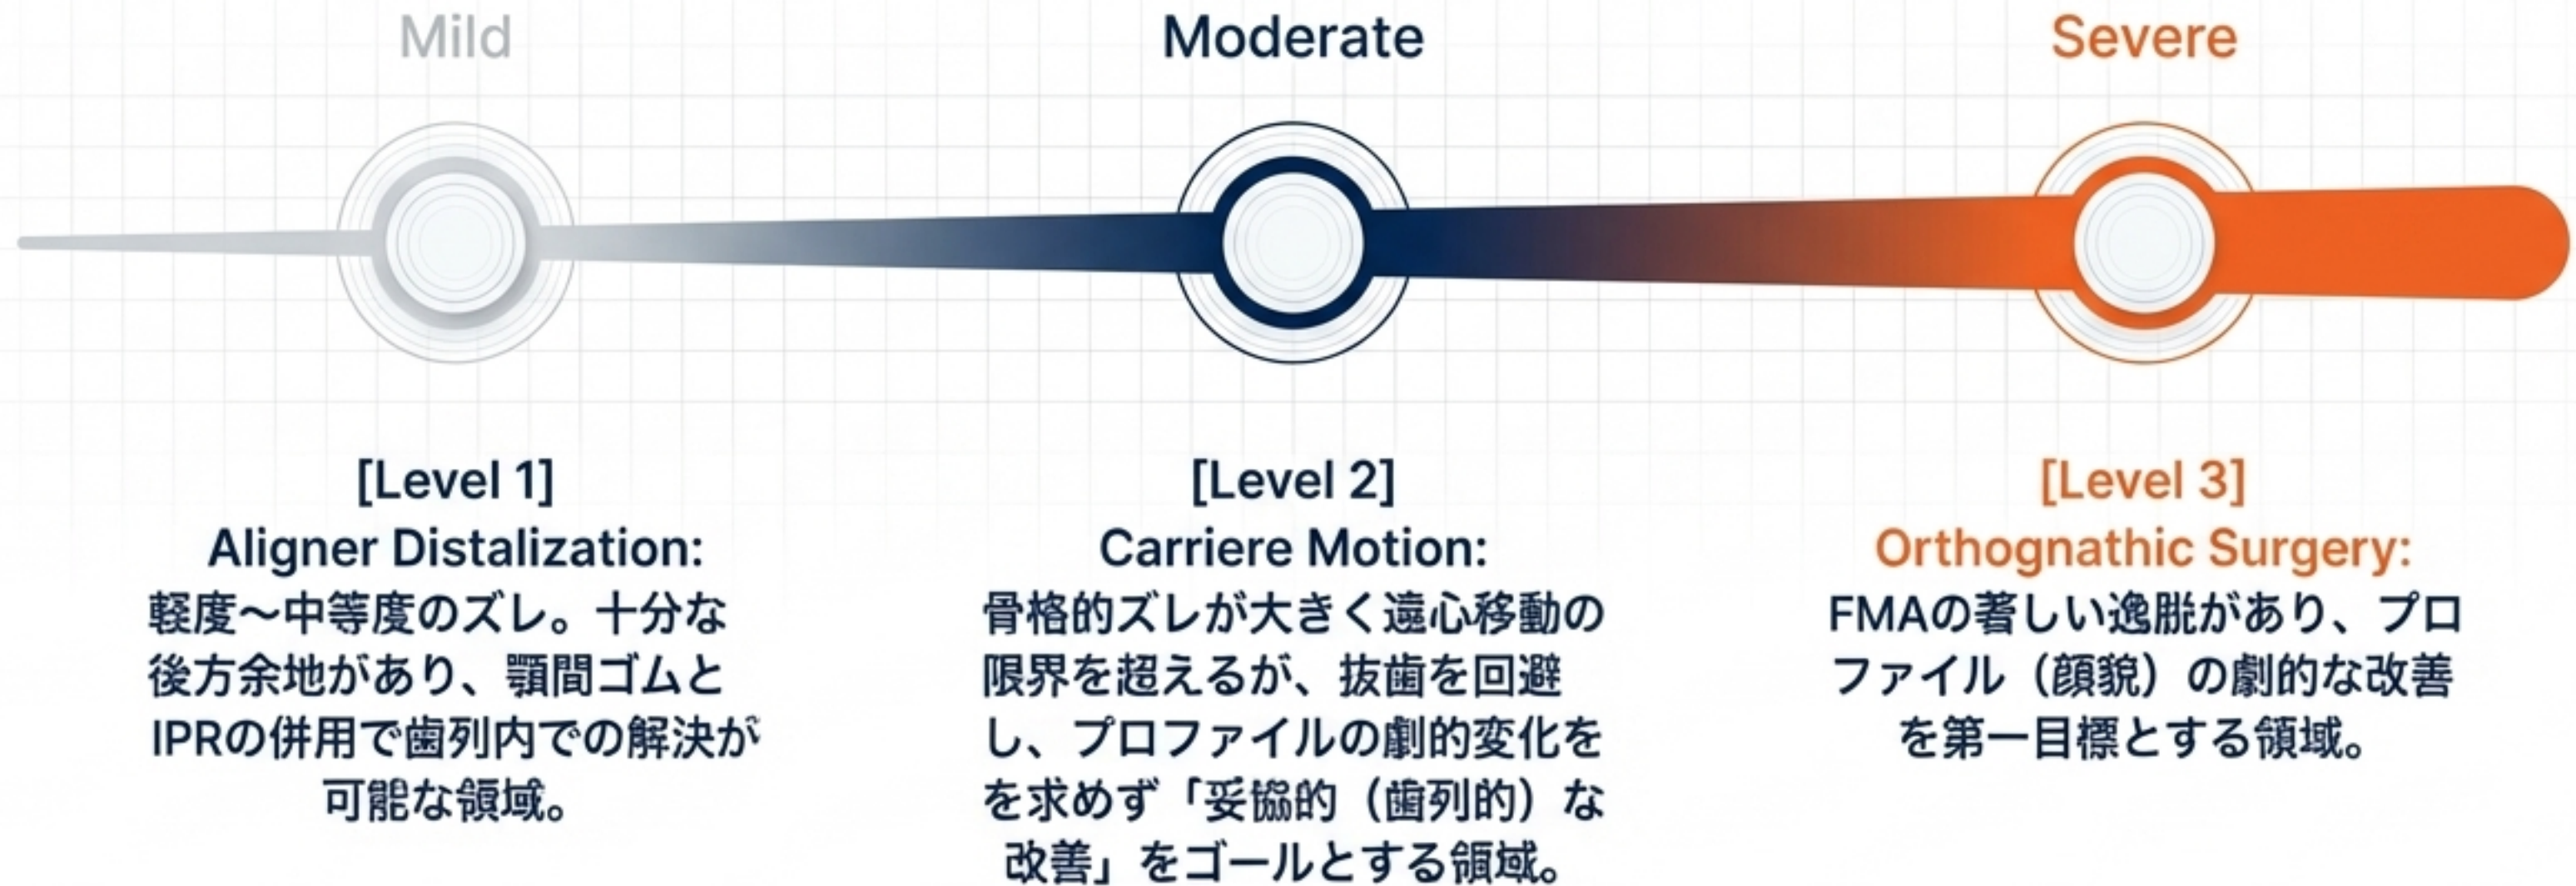 Mild
Moderate
Severe
[Level 1]
Aligner Distalization:
軽度〜中等度のズレ。十分な
後方余地があり、顎間ゴムと
IPRの併用で歯列内での解決が
可能な領域。
[Level 2]
Carriere Motion:
骨格的ズレが大きく遠心移動の
限界を超えるが、抜歯を回避
し、プロファイルの劇的変化を
を求めず「妥協的（歯列的）な
改善」をゴールとする領域。
[Level 3]
Orthognathic Surgery:
FMAの著しい逸脱があり、プロ
ファイル（顔貌）の劇的な改善
を第一目標とする領域。